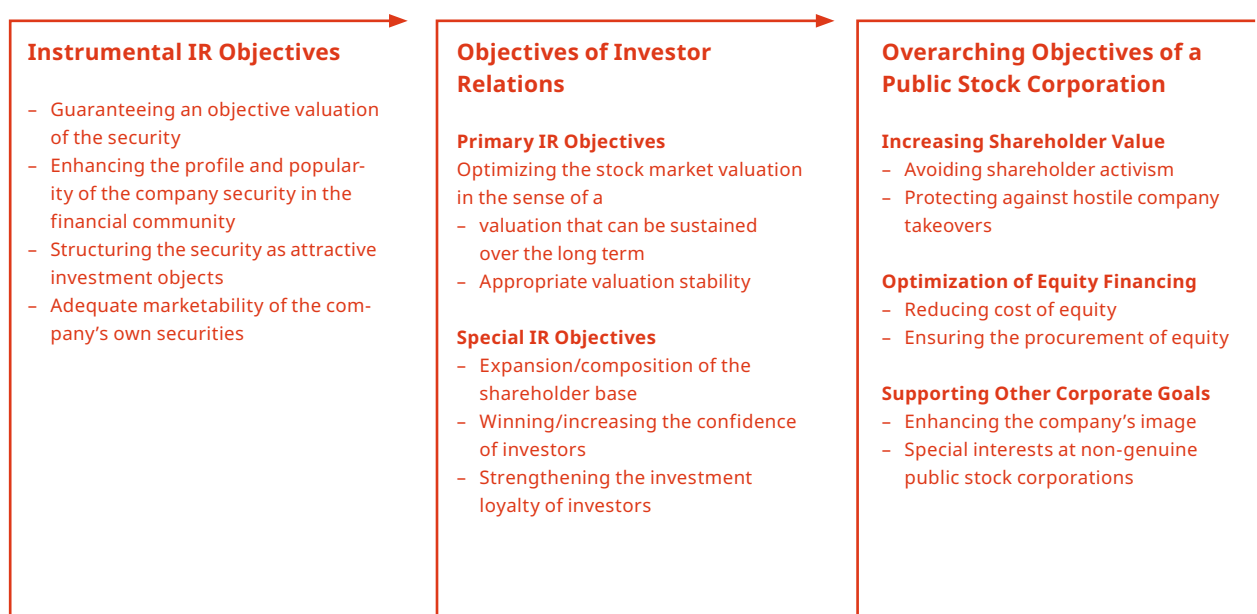 Instrumental IR Objectives
– Guaranteeing an objective valuation
of the security
– Enhancing the profile and popular-
ity of the company security in the
financial community
– Structuring the security as attractive
investment objects
– Adequate marketability of the com-
pany’s own securities
Objectives of Investor
Relations
Primary IR Objectives
Optimizing the stock market valuation
in the sense of a
– valuation that can be sustained
over the long term
– Appropriate valuation stability
Special IR Objectives
– Expansion/composition of the
shareholder base
– Winning/increasing the confidence
of investors
– Strengthening the investment
loyalty of investors
Overarching Objectives of a
Public Stock Corporation
Increasing Shareholder Value
– Avoiding shareholder activism
– Protecting against hostile company
takeovers
Optimization of Equity Financing
– Reducing cost of equity
– Ensuring the procurement of equity
Supporting Other Corporate Goals
– Enhancing the company’s image
– Special interests at non-genuine
public stock corporations